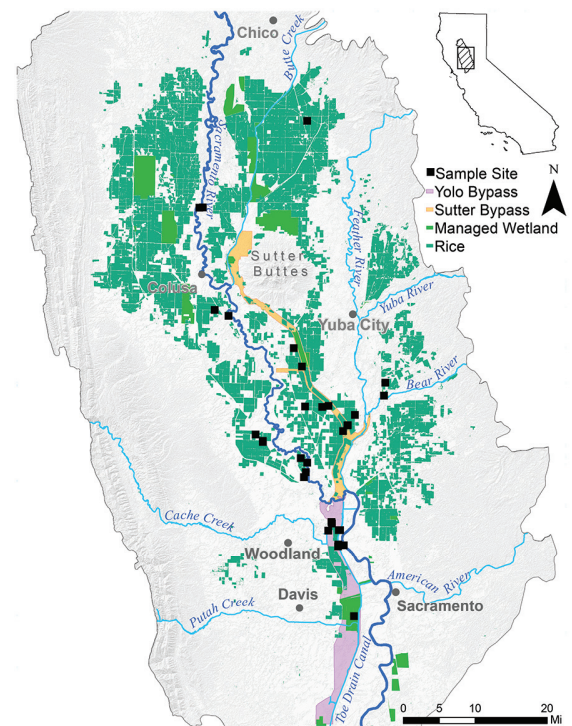 Chico
Butte Creek
Sacramento River
N
Sample Site
Yolo Bypass
Sutter Bypass
Managed Wetland
Rice
Feather River
Sutter
Buttes
Colusa
Yuba River
Yuba City
Bear River
Cache Creek
Woodland
American River
Davis
Sacramento
Putah Creek
Toe Drain Canal
0 5 10 20
Mi